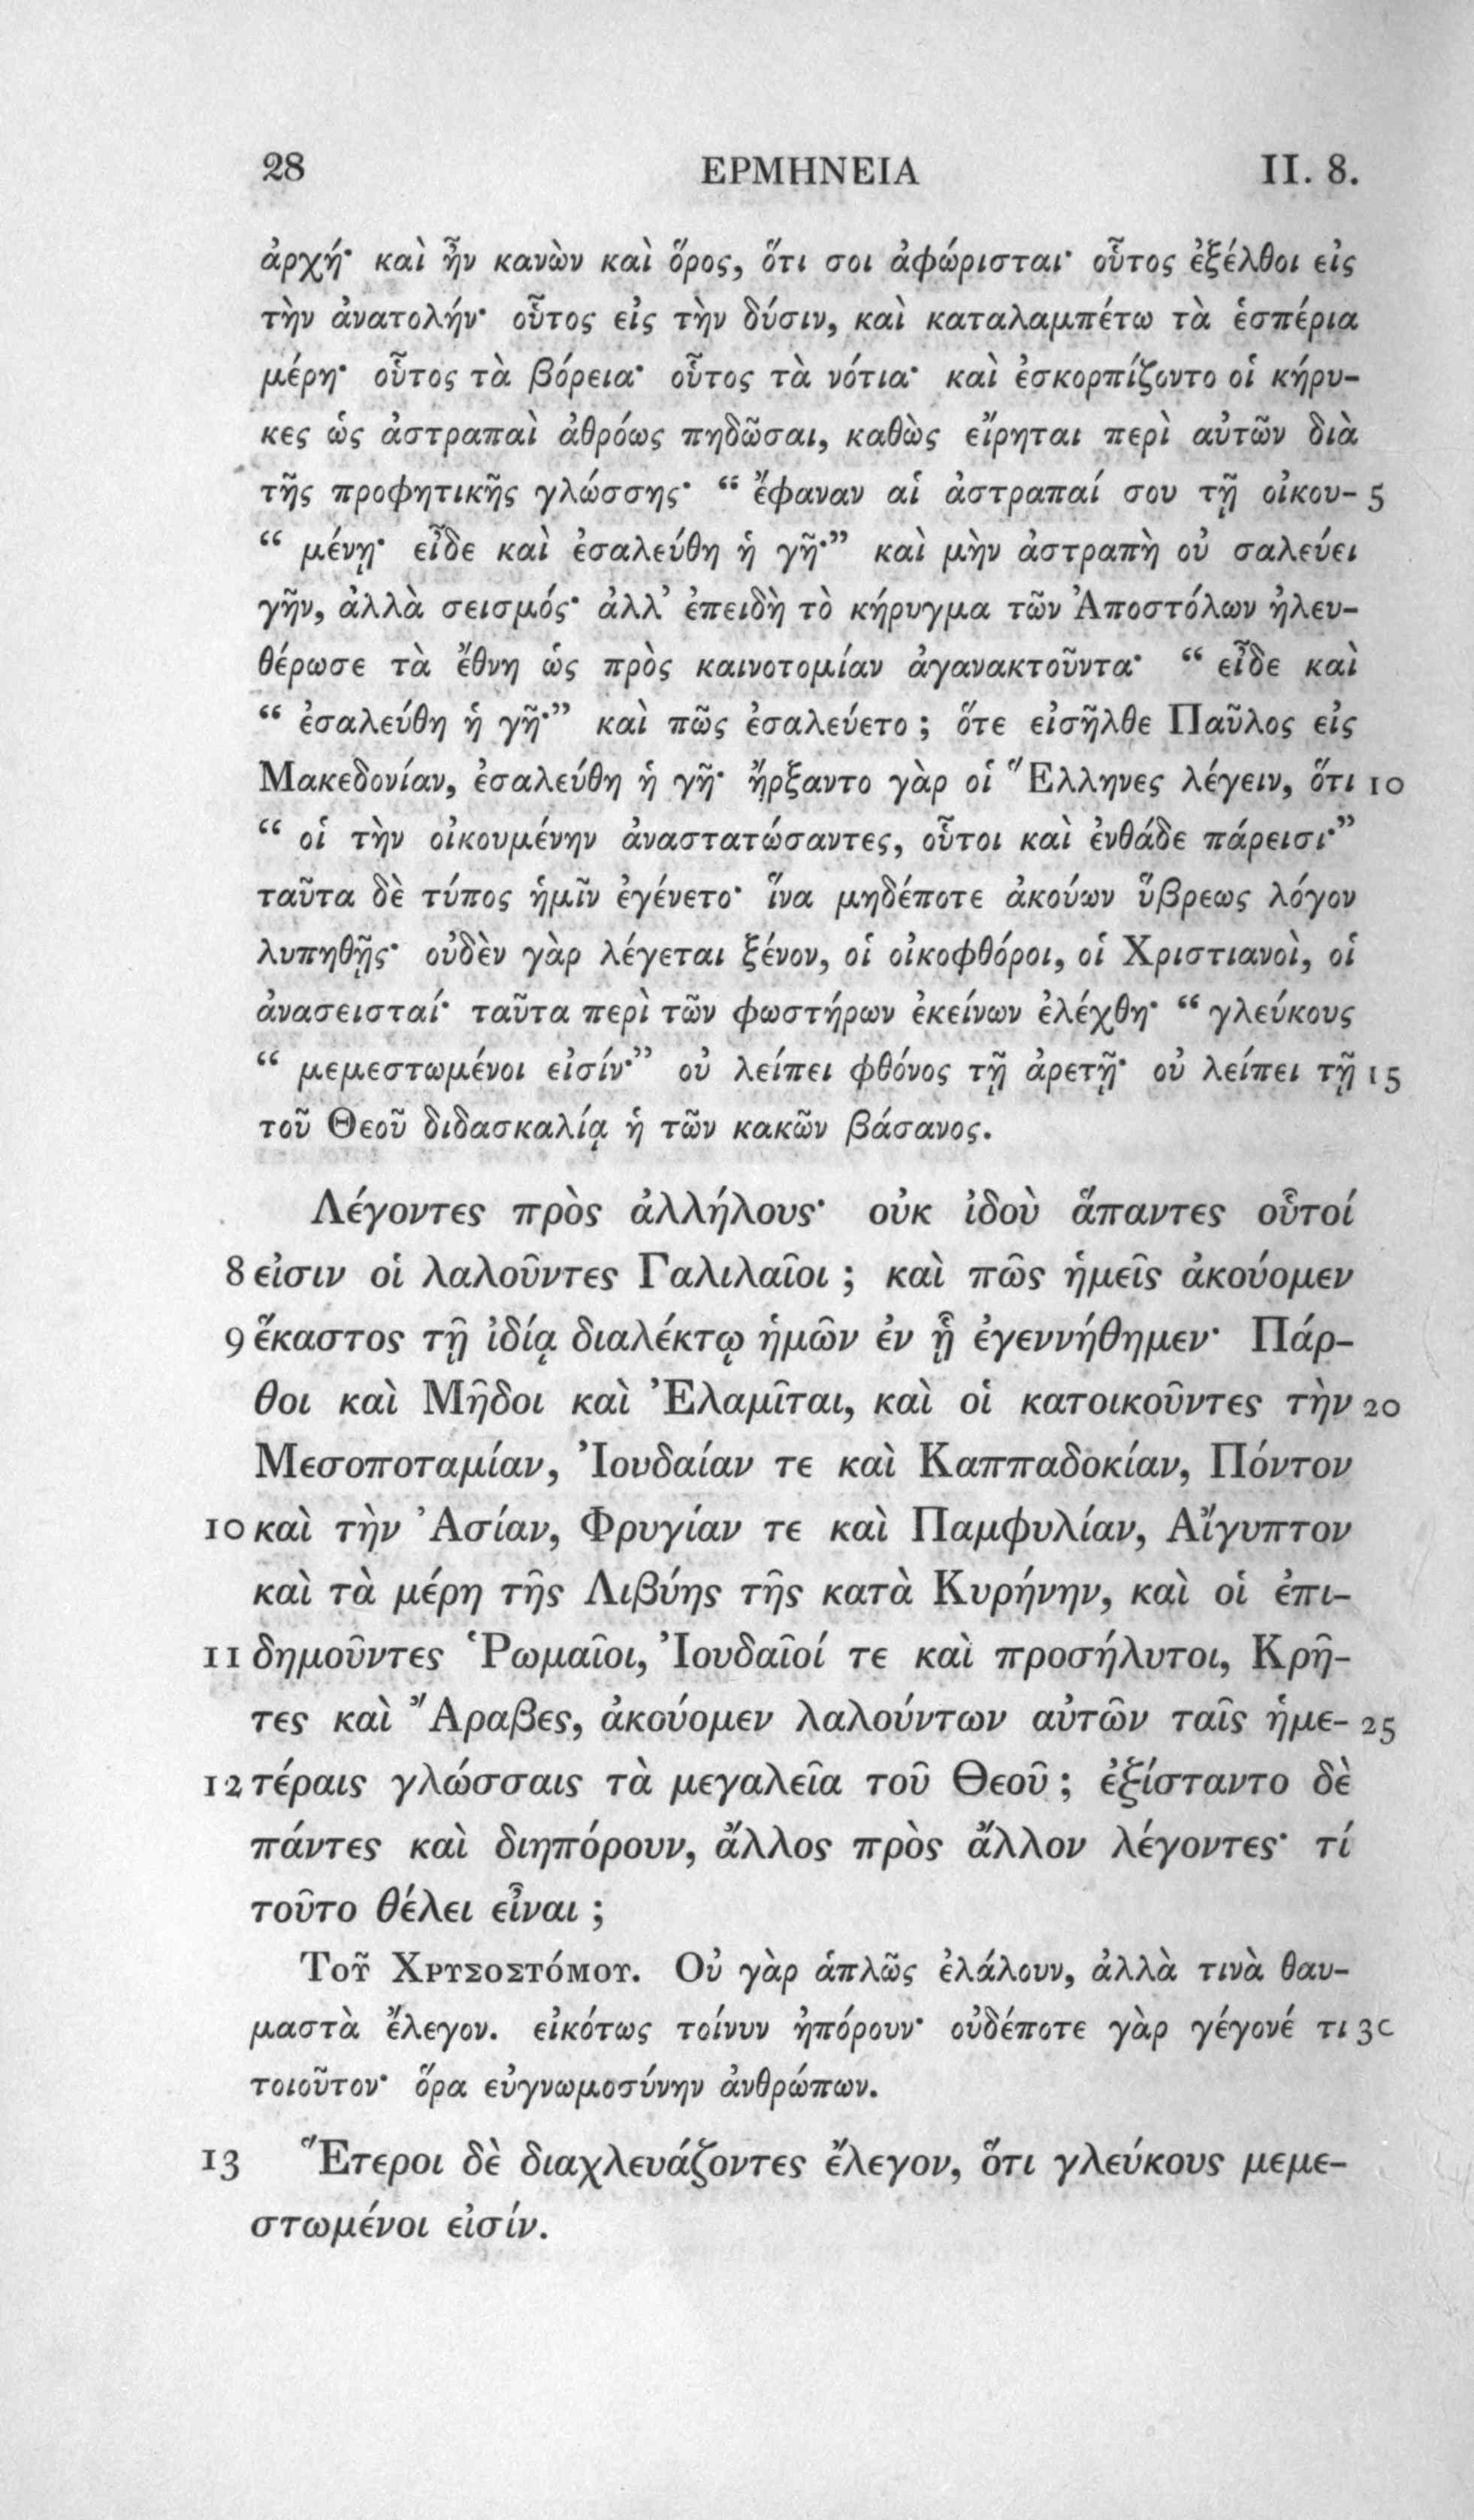 28 ΕΡΜΗΝΕΙΑ II. 8.
ἀρχή· καὶ ἦν κανὼν καὶ ὅρος, ὅτι σοι ἀφώρισται· οὗτος ἐξέλθοι εἰς
τὴν ἀνατολήν· οὗτος εἰς τὴν δύσιν, καὶ καταλαμπέτω τὰ ἑσπέρια
μέρη· οὗτος τὰ βόρεια· οὗτος τὰ νότια· καὶ ἐσκορπίζοντο οἱ κήρυ-
κες ὡς ἀστραπαὶ ἀθρόως πηδῶσαι, καθὼς εἴρηται περὶ αὐτῶν διὰ
τῆς προφητικῆς γλώσσης· “ ἔφαναν αἱ ἀστραπαί σου τῇ οἰκου- 5
“ μένῃ· εἶδε καὶ ἐσαλεύθη ἡ γῆ·” καὶ μὴν ἀστραπὴ οὐ σαλεύει
γῆν, ἀλλὰ σεισμός· ἀλλ’ ἐπειδὴ τὸ κήρυγμα τῶν Ἀποστόλων ἠλευ-
θέρωσε τὰ ἔθνη ὡς πρὸς καινοτομίαν ἀγανακτοῦντα· “ εἶδε καὶ
“ ἐσαλεύθη ἡ γῆ·” καὶ πῶς ἐσαλεύετο ; ὅτε εἰσῆλθε Παῦλος εἰς
Μακεδονίαν, ἐσαλεύθη ἡ γῆ· ἤρξαντο γὰρ οἱ Ἕλληνες λέγειν, ὅτι 10
“ οἱ τὴν οἰκουμένην ἀναστατώσαντες, οὗτοι καὶ ἐνθάδε πάρεισι·”
ταῦτα δὲ τύπος ἡμῖν ἐγένετο· ἵνα μηδέποτε ἀκούων ὕβρεως λόγον
λυπηθῇς· οὐδὲν γὰρ λέγεται ξένον, οἱ οἰκοφθόροι, οἱ Χριστιανοὶ, οἱ
ἀνασεισταί· ταῦτα περὶ τῶν φωστήρων ἐκείνων ἐλέχθη· “ γλεύκους
“ μεμεστωμένοι εἰσίν·” οὐ λείπει φθόνος τῇ ἀρετῇ· οὐ λείπει τῇ 15
τοῦ Θεοῦ διδασκαλίᾳ ἡ τῶν κακῶν βάσανος.
Λέγοντες πρὸς ἀλλήλους· οὐκ ἰδοὺ ἅπαντες οὗτοί
8 εἰσιν οἱ λαλοῦντες Γαλιλαῖοι ; καὶ πῶς ἡμεῖς ἀκούομεν
9 ἕκαστος τῇ ἰδίᾳ διαλέκτῳ ἡμῶν ἐν ᾗ ἐγεννήθημεν· Πάρ-
θοι καὶ Μῆδοι καὶ Ἐλαμῖται, καὶ οἱ κατοικοῦντες τὴν 20
Μεσοποταμίαν, Ἰουδαίαν τε καὶ Καππαδοκίαν, Πόντον
10 καὶ τὴν Ἀσίαν, Φρυγίαν τε καὶ Παμφυλίαν, Αἴγυπτον
καὶ τὰ μέρη τῆς Λιβύης τῆς κατὰ Κυρήνην, καὶ οἱ ἐπι-
11 δημοῦντες Ῥωμαῖοι, Ἰουδαῖοί τε καὶ προσήλυτοι, Κρῆ-
τες καὶ Ἄραβες, ἀκούομεν λαλούντων αὐτῶν ταῖς ἡμε- 25
12 τέραις γλώσσαις τὰ μεγαλεῖα τοῦ Θεοῦ ; ἐξίσταντο δὲ
πάντες καὶ διηπόρουν, ἄλλος πρὸς ἄλλον λέγοντες· τί
τοῦτο θέλει εἶναι ;
Τοῦ Χρυσοστόμου. Οὐ γὰρ ἁπλῶς ἐλάλουν, ἀλλὰ τινὰ θαυ-
μαστὰ ἔλεγον. εἰκότως τοίνυν ἠπόρουν· οὐδέποτε γὰρ γέγονέ τι 30
τοιοῦτον· ὅρα εὐγνωμοσύνην ἀνθρώπων.
13 Ἕτεροι δὲ διαχλευάζοντες ἔλεγον, ὅτι γλεύκους μεμε-
στωμένοι εἰσίν.